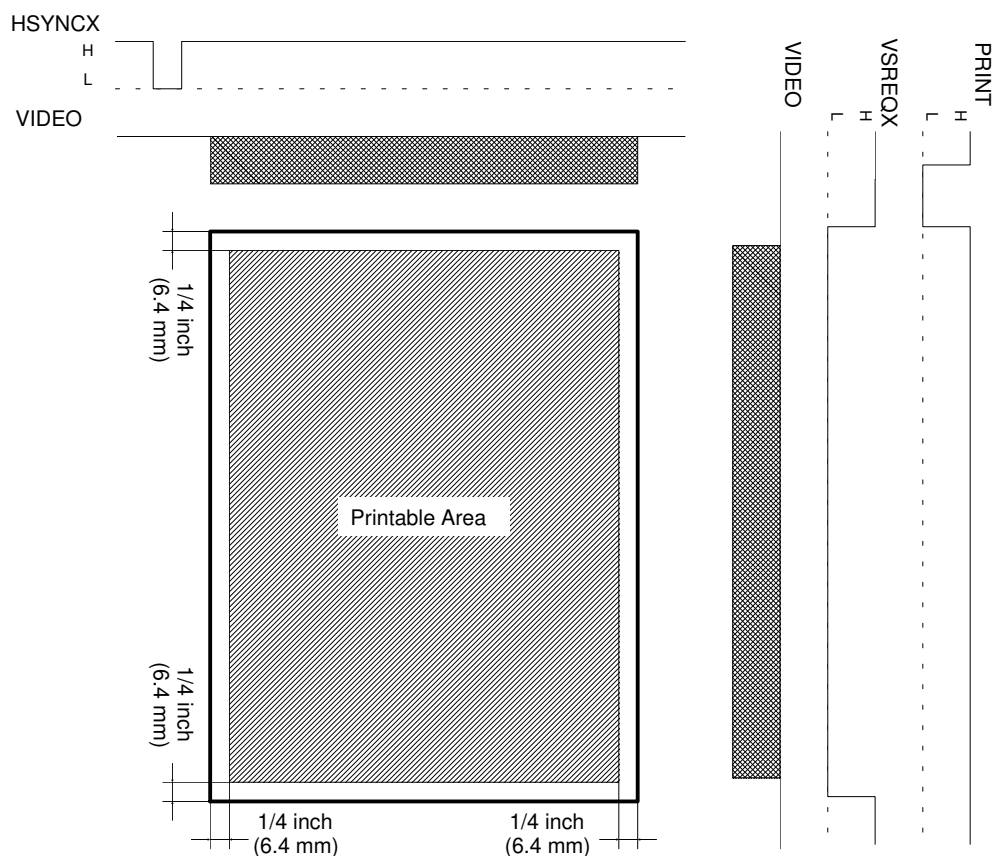 HSYNCX
H
L
VIDEO
VIDEO
VSREQX
H
L
PRINT
H
L
1/4 inch
(6.4 mm)
Printable Area
1/4 inch
(6.4 mm)
1/4 inch
(6.4 mm)
1/4 inch
(6.4 mm)